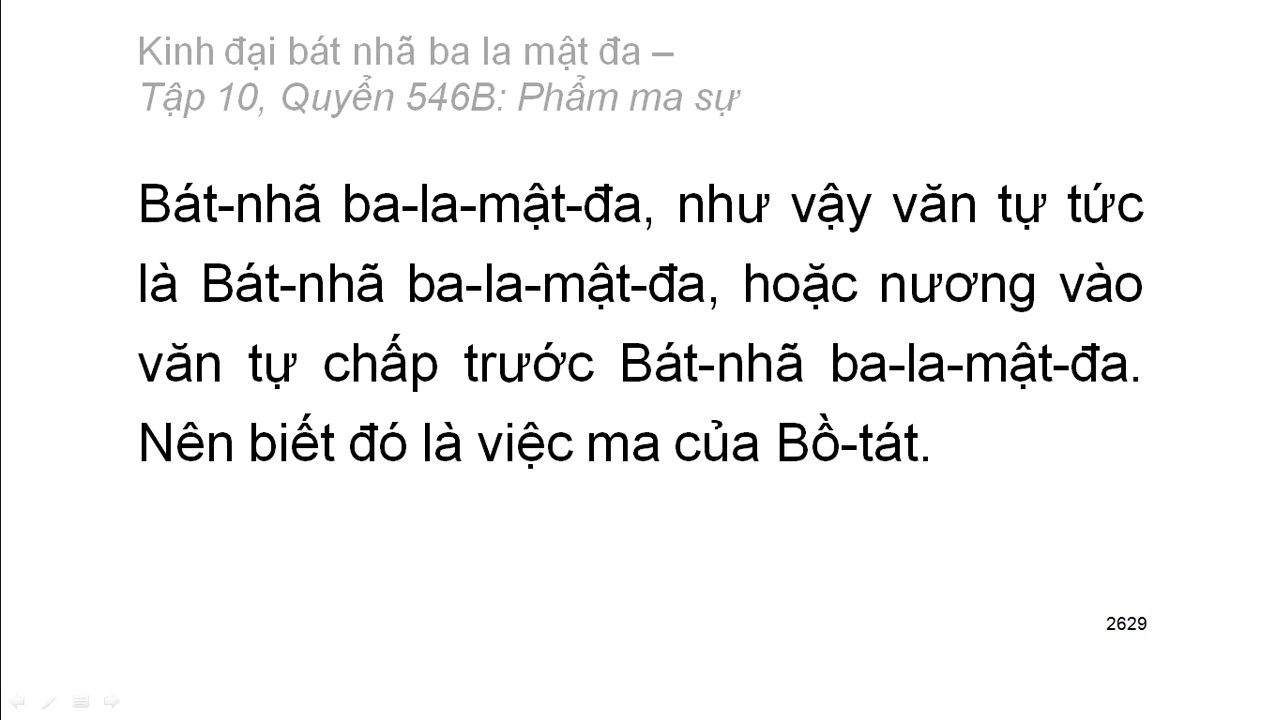 Kinh đại bát nhã ba la mật đa –
Tập 10, Quyển 546B: Phẩm ma sự
Bát-nhã ba-la-mật-đa, như vậy văn tự tức
là Bát-nhã ba-la-mật-đa, hoặc nương vào
văn tự chấp trước Bát-nhã ba-la-mật-đa.
Nên biết đó là việc ma của Bồ-tát.
2629